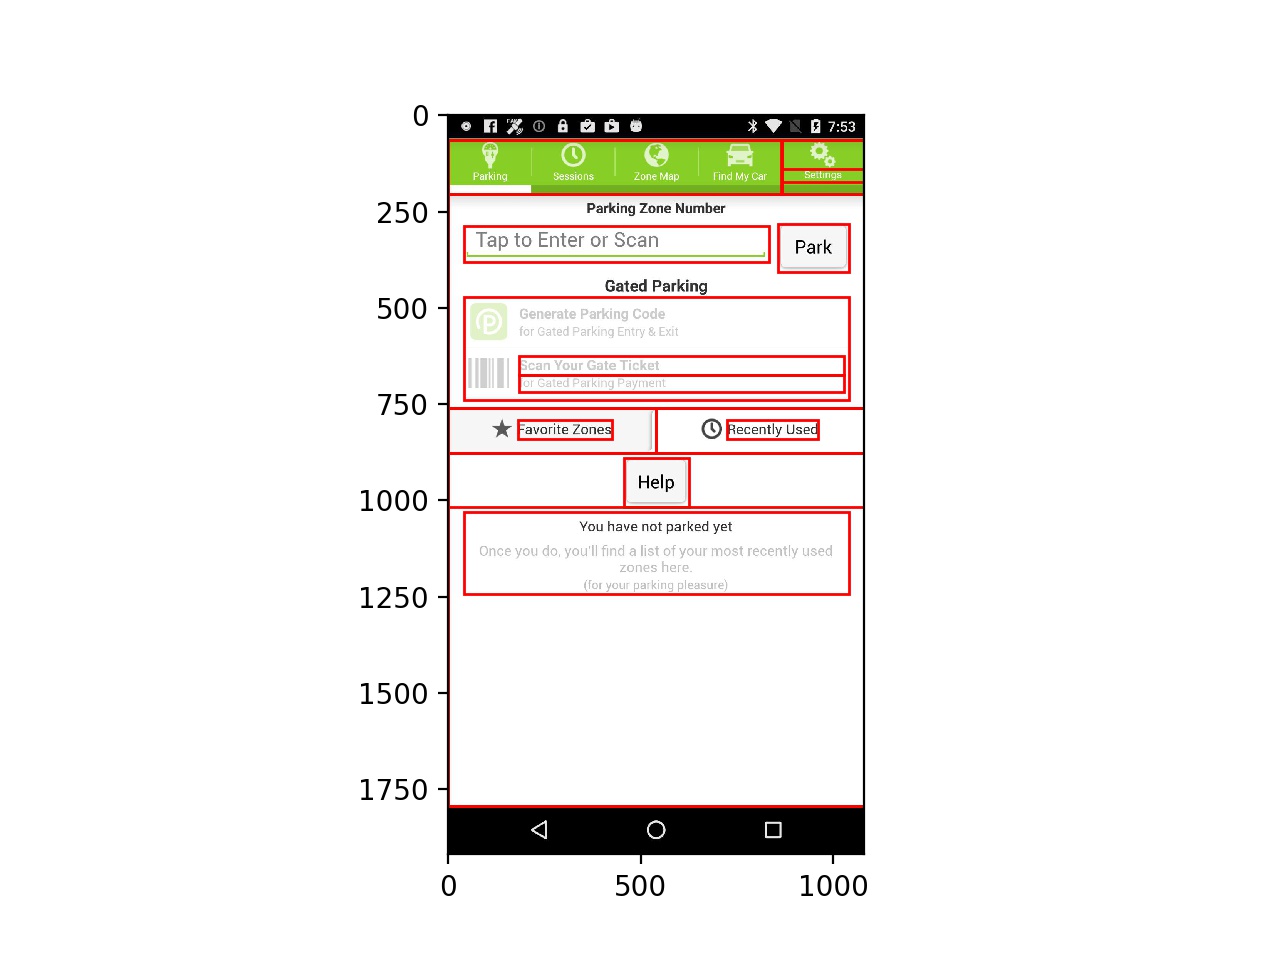 0
250
500
750
1000
1250
1500
1750
0
500
1000
7:53
Parking
Sessions
Zone Map
Find My Car
Settings
Parking Zone Number
Tap to Enter or Scan
Park
Gated Parking
Generate Parking Code
for Gated Parking Entry & Exit
Scan Your Gate Ticket
for Gated Parking Payment
Favorite Zones
Recently Used
Help
You have not parked yet
Once you do, you'll find a list of your most recently used
zones here.
(for your parking pleasure)